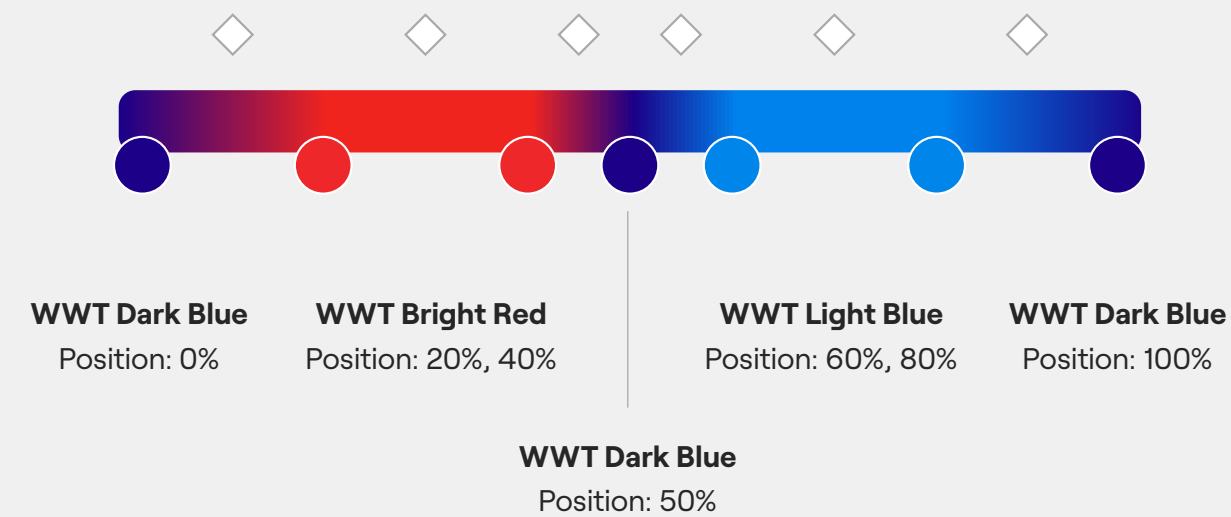 WWT Dark Blue
Position: 0%
WWT Bright Red
Position: 20%, 40%
WWT Light Blue
Position: 60%, 80%
WWT Dark Blue
Position: 100%
WWT Dark Blue
Position: 50%